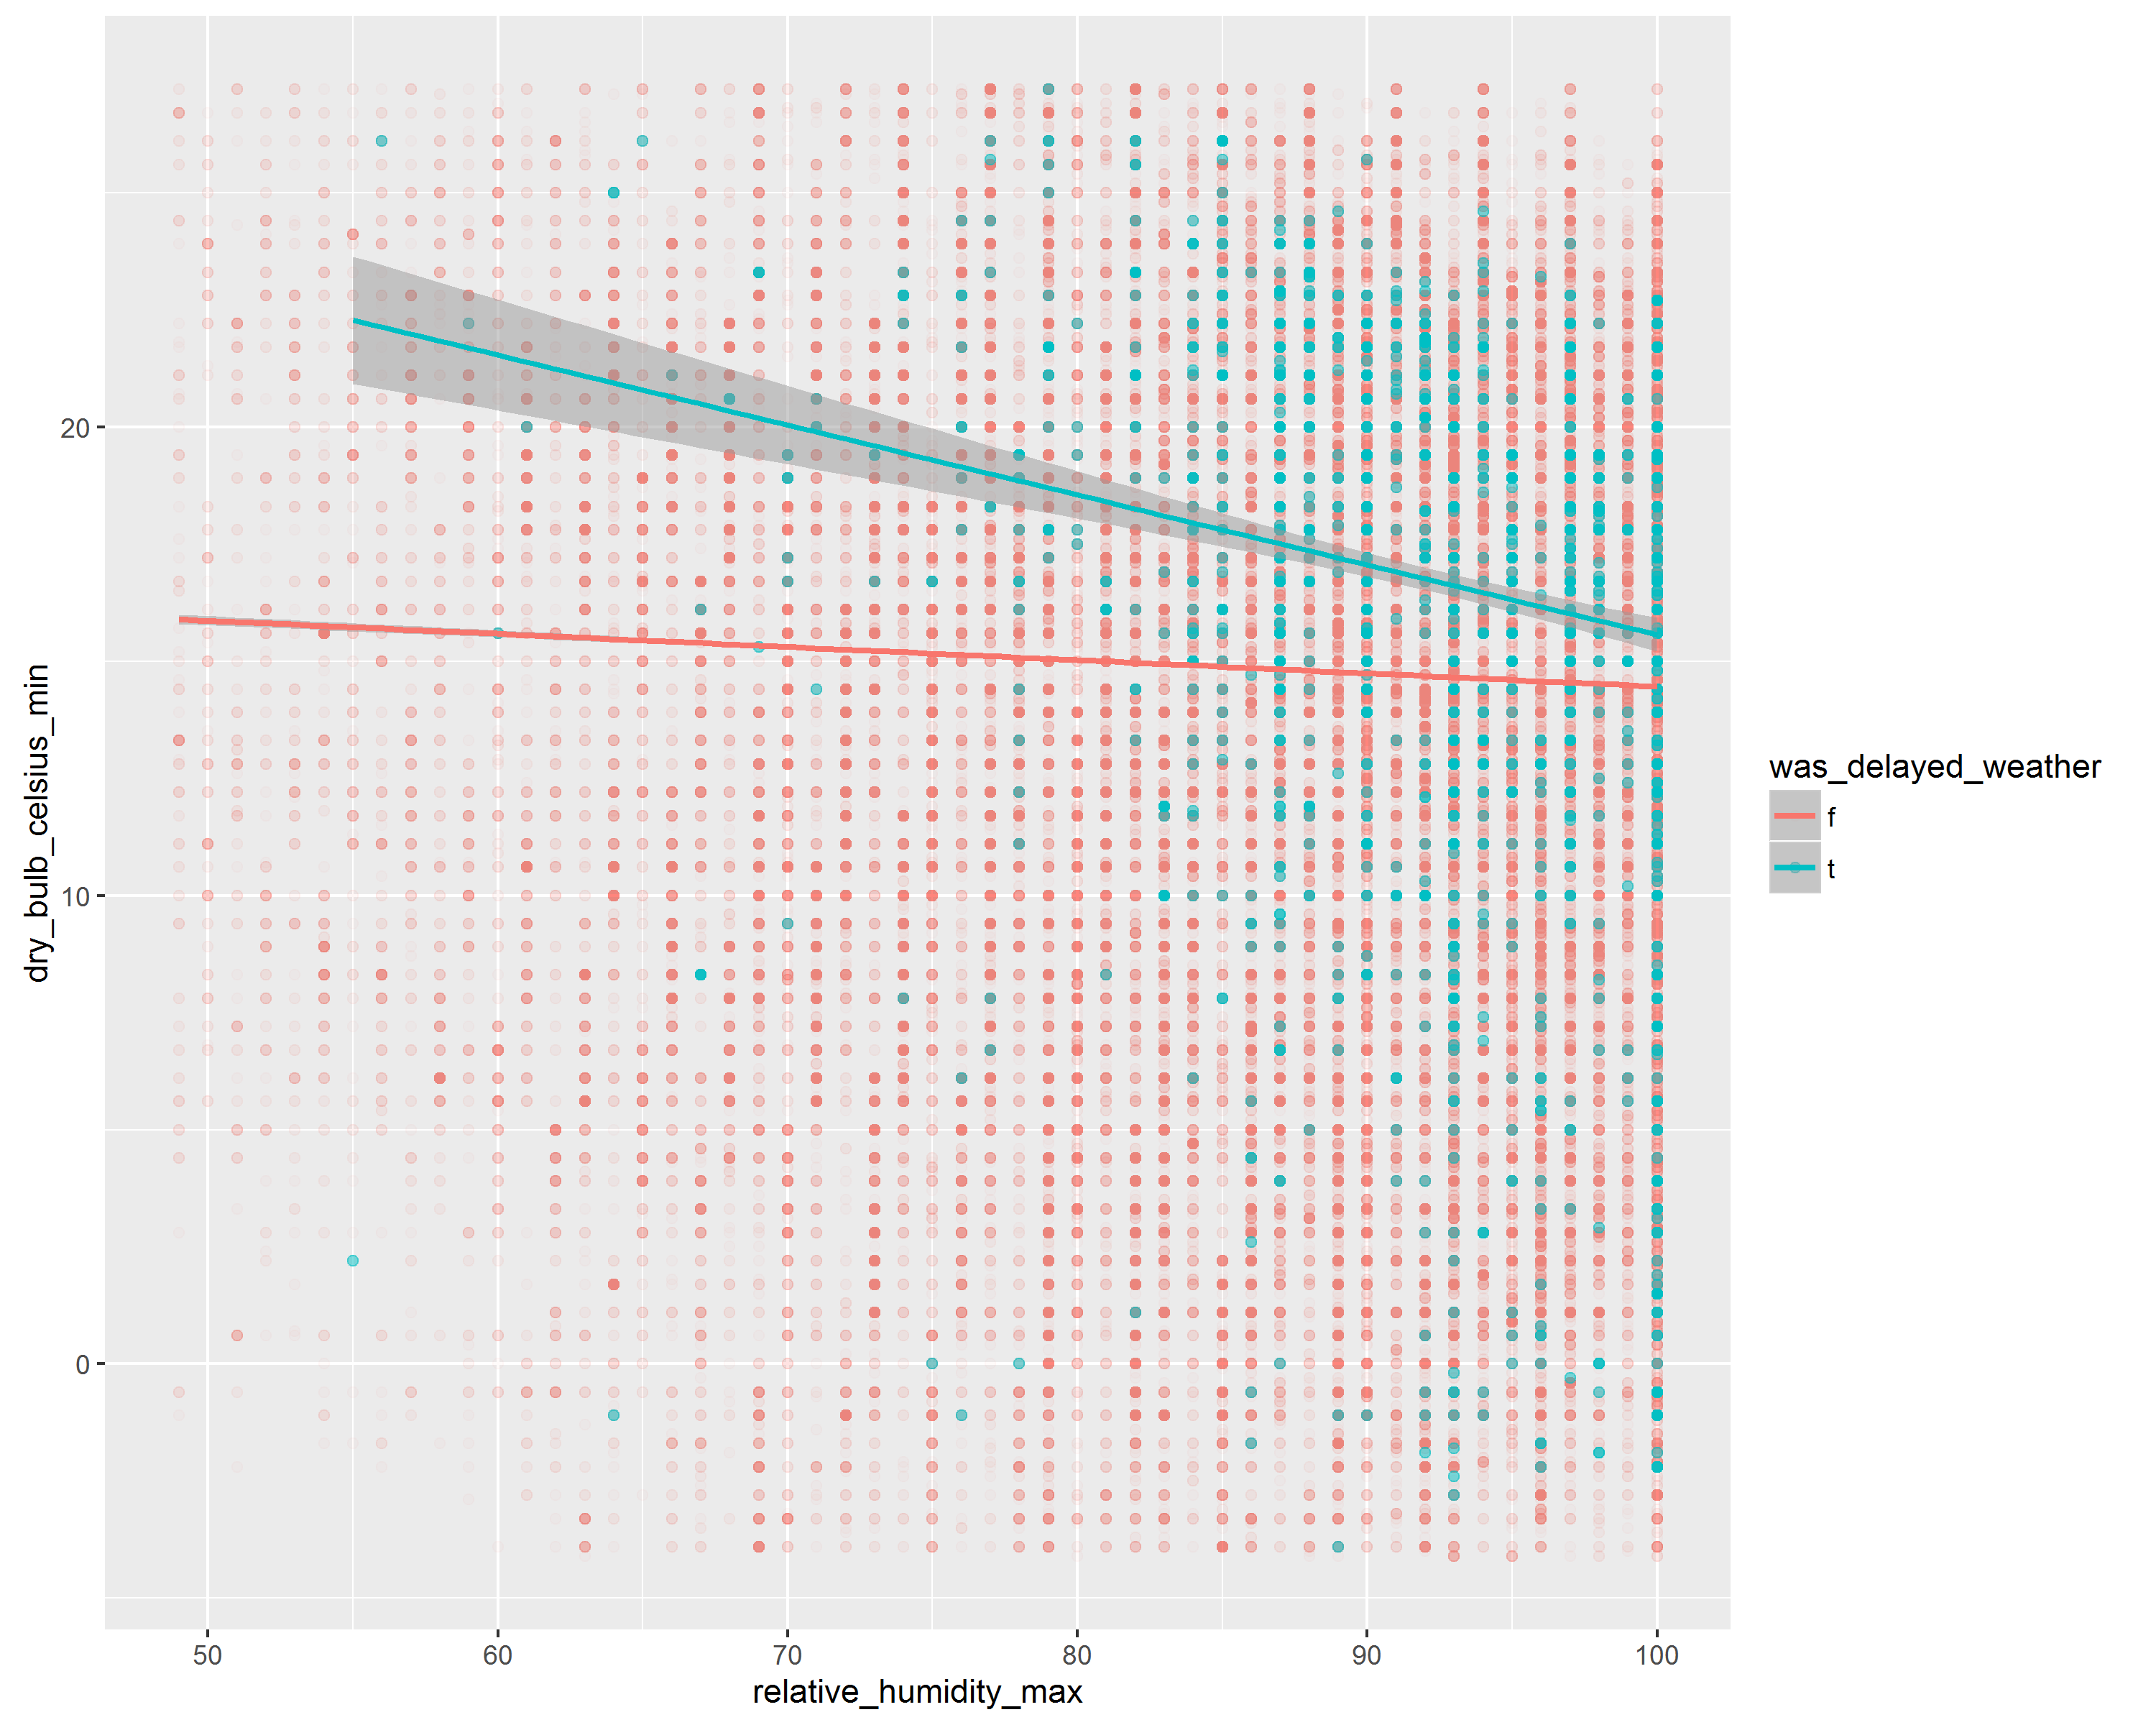 dry_bulb_celsius_min
20
10
0
50 60 70 80 90 100
relative_humidity_max
was_delayed_weather
f
t